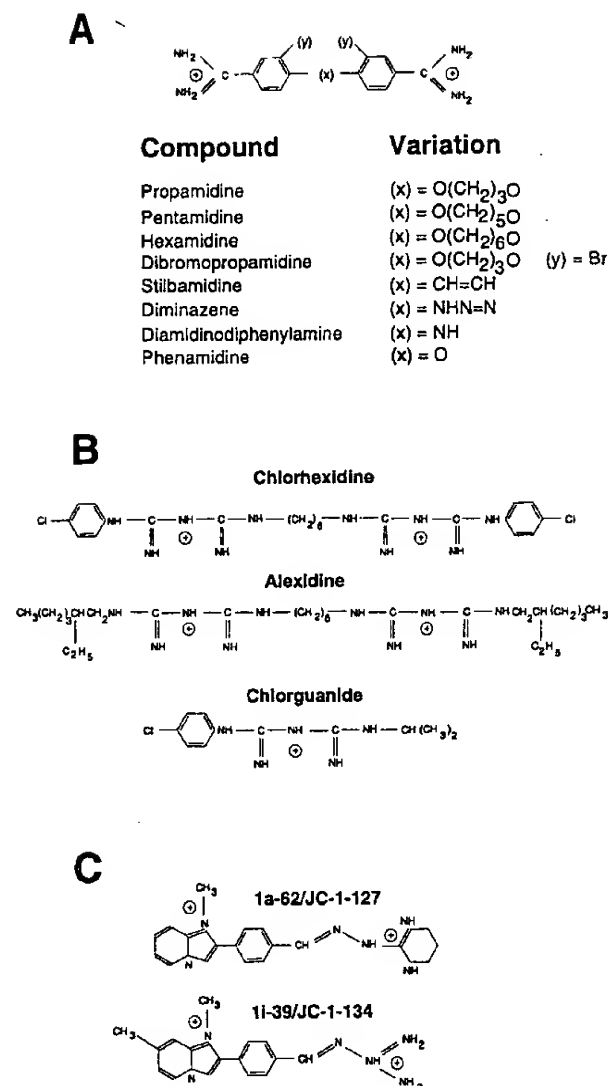 A
(y) (y)
NH2 NH2
⊕ C (x) C ⊕
NH2 NH2
Compound Variation
Propamidine (x) = O(CH2)3O
Pentamidine (x) = O(CH2)5O
Hexamidine (x) = O(CH2)6O
Dibromopropamidine (x) = O(CH2)3O (y) = Br
Stilbamidine (x) = CH=CH
Diminazene (x) = NHN=N
Diamidinodiphenylamine (x) = NH
Phenamidine (x) = O
B
Chlorhexidine
Cl NH — C — NH — C — NH — (CH2)6 — NH — C — NH — C — NH Cl
NH ⊕ NH NH ⊕ NH
Alexidine
CH3(CH2)3CHCH2NH — C — NH — C — NH — (CH2)6 — NH — C — NH — C — NHCH2CH(CH2)3CH3
C2H5 NH ⊕ NH NH ⊕ NH C2H5
Chlorguanide
Cl NH — C — NH — C — NH — CH(CH3)2
NH ⊕ NH
C
1a-62/JC-1-127
CH3
⊕ N N NH
CH NH ⊕
N NH
1i-39/JC-1-134
CH3
⊕ N N NH2
CH3 CH NH ⊕
N